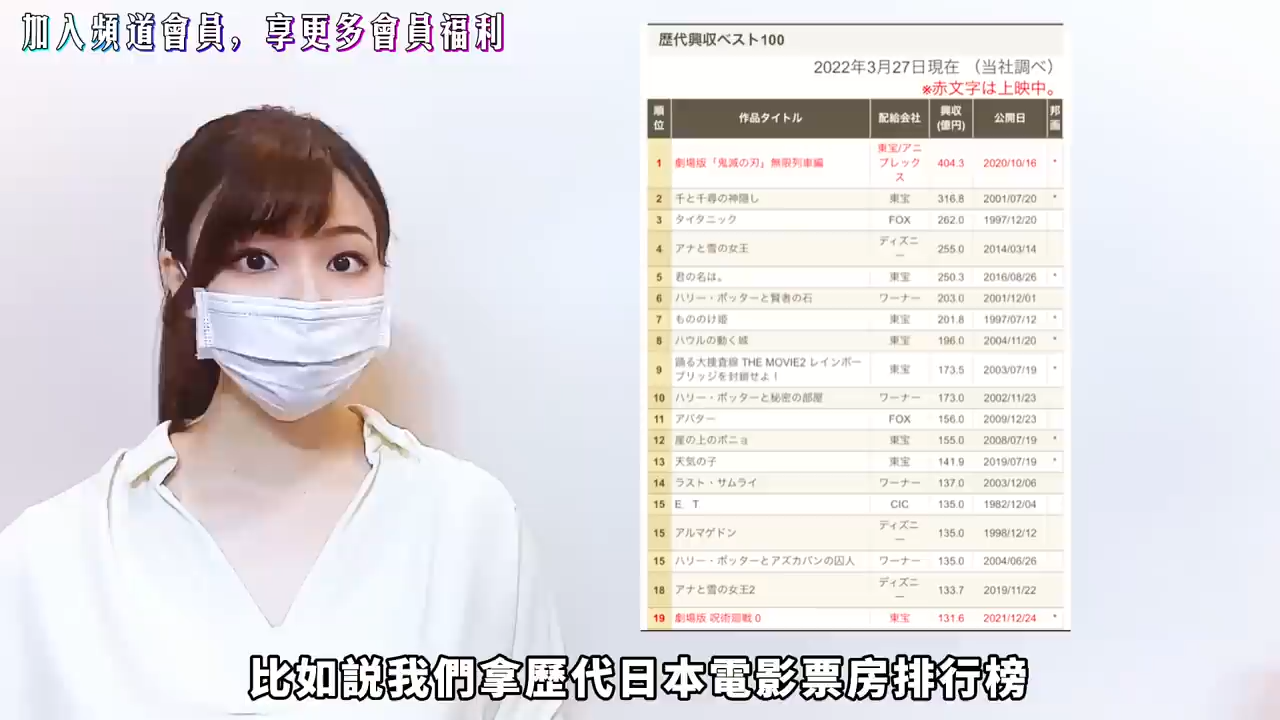 加入頻道會員，享更多會員福利
歴代興収ベスト100
2022年3月27日現在 （当社調べ）
※赤文字は上映中。
順位 作品タイトル 配給会社 興収(億円) 公開日 邦画
1 劇場版「鬼滅の刃」無限列車編 東宝/アニプレックス 404.3 2020/10/16 *
2 千と千尋の神隠し 東宝 316.8 2001/07/20 *
3 タイタニック FOX 262.0 1997/12/20
4 アナと雪の女王 ディズニー 255.0 2014/03/14
5 君の名は。 東宝 250.3 2016/08/26 *
6 ハリー・ポッターと賢者の石 ワーナー 203.0 2001/12/01
7 もののけ姫 東宝 201.8 1997/07/12 *
8 ハウルの動く城 東宝 196.0 2004/11/20 *
9 踊る大捜査線 THE MOVIE2 レインボーブリッジを封鎖せよ！ 東宝 173.5 2003/07/19 *
10 ハリー・ポッターと秘密の部屋 ワーナー 173.0 2002/11/23
11 アバター FOX 156.0 2009/12/23
12 崖の上のポニョ 東宝 155.0 2008/07/19 *
13 天気の子 東宝 141.9 2019/07/19 *
14 ラスト・サムライ ワーナー 137.0 2003/12/06
15 E．T CIC 135.0 1982/12/04
15 アルマゲドン ディズニー 135.0 1998/12/12
15 ハリー・ポッターとアズカバンの囚人 ワーナー 135.0 2004/06/26
18 アナと雪の女王2 ディズニー 133.7 2019/11/22
19 劇場版 呪術廻戦 0 東宝 131.6 2021/12/24 *
比如説我們拿歷代日本電影票房排行榜